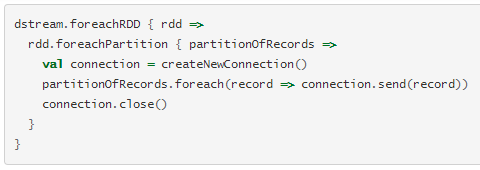 dstream.foreachRDD { rdd =>
  rdd.foreachPartition { partitionOfRecords =>
    val connection = createNewConnection()
    partitionOfRecords.foreach(record => connection.send(record))
    connection.close()
  }
}